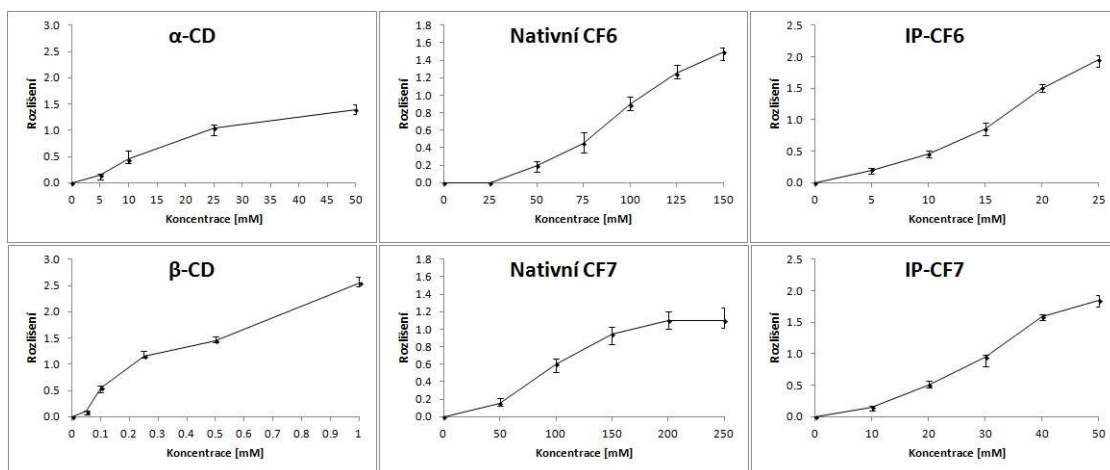 α-CD
Rozlišení
3.0
2.5
2.0
1.5
1.0
0.5
0.0
0 5 10 15 20 25 30 35 40 45 50
Koncentrace [mM]
Nativní CF6
Rozlišení
1.8
1.6
1.4
1.2
1.0
0.8
0.6
0.4
0.2
0.0
0 25 50 75 100 125 150
Koncentrace [mM]
IP-CF6
Rozlišení
2.5
2.0
1.5
1.0
0.5
0.0
0 5 10 15 20 25
Koncentrace [mM]
β-CD
Rozlišení
3.0
2.5
2.0
1.5
1.0
0.5
0.0
0 0.1 0.2 0.3 0.4 0.5 0.6 0.7 0.8 0.9 1
Koncentrace [mM]
Nativní CF7
Rozlišení
1.8
1.6
1.4
1.2
1.0
0.8
0.6
0.4
0.2
0.0
0 50 100 150 200 250
Koncentrace [mM]
IP-CF7
Rozlišení
2.5
2.0
1.5
1.0
0.5
0.0
0 10 20 30 40 50
Koncentrace [mM]